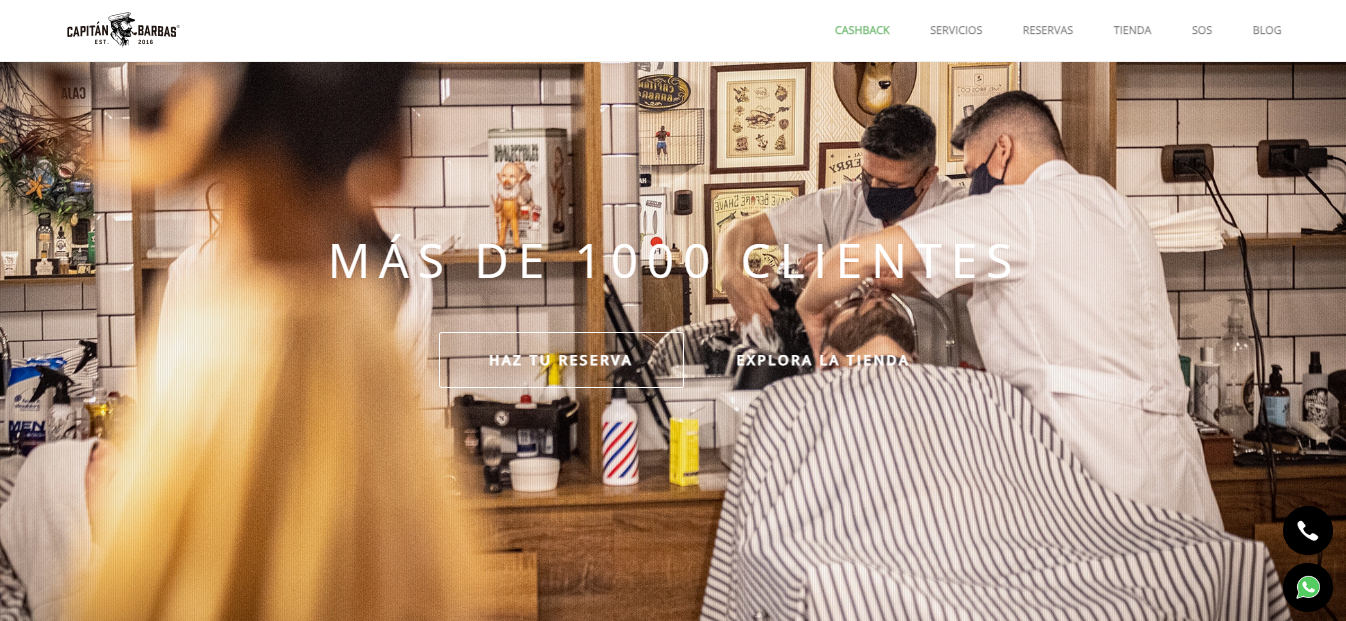 CAPITÁN BARBAS
EST. 2016
CASHBACK
SERVICIOS
RESERVAS
TIENDA
SOS
BLOG
MÁS DE 1000 CLIENTES
HAZ TU RESERVA
EXPLORA LA TIENDA
MEN